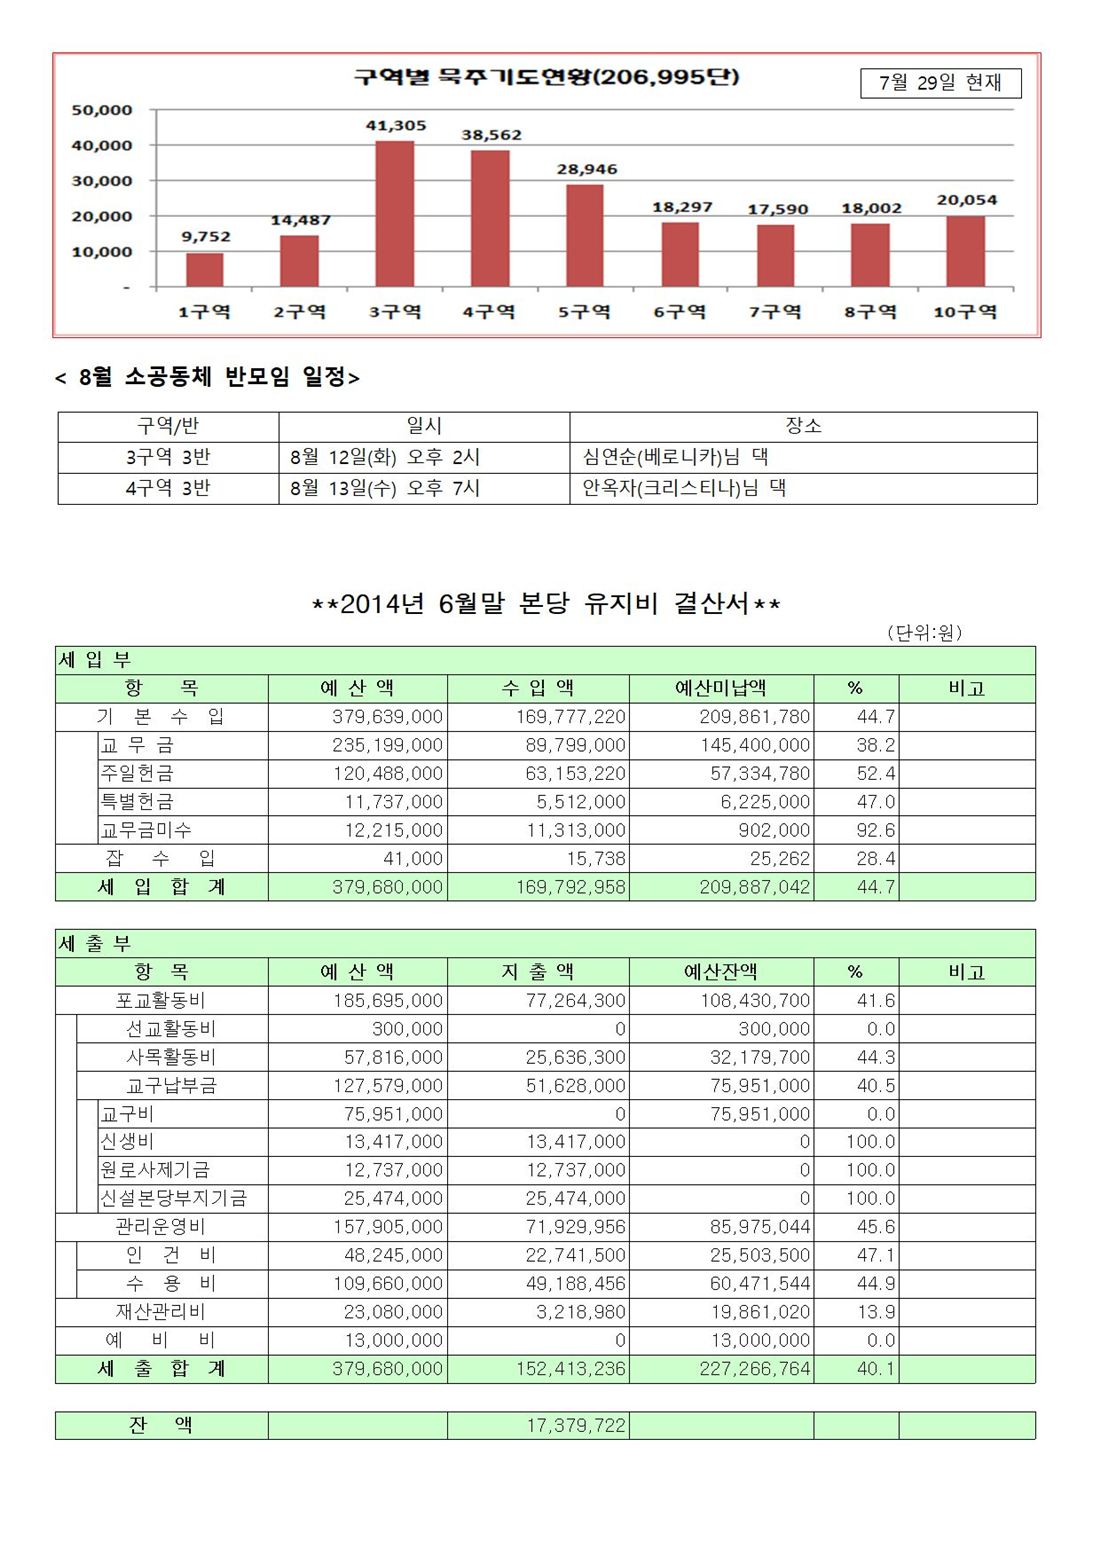 구역별 묵주기도현황(206,995단)
7월 29일 현재
50,000
40,000
30,000
20,000
10,000
-
9,752
14,487
41,305
38,562
28,946
18,297
17,590
18,002
20,054
1구역 2구역 3구역 4구역 5구역 6구역 7구역 8구역 10구역
< 8월 소공동체 반모임 일정>
구역/반 일시 장소
3구역 3반 8월 12일(화) 오후 2시 심연순(베로니카)님 댁
4구역 3반 8월 13일(수) 오후 7시 안옥자(크리스티나)님 댁
**2014년 6월말 본당 유지비 결산서**
(단위:원)
세 입 부
항 목 예 산 액 수 입 액 예산미납액 % 비고
기 본 수 입 379,639,000 169,777,220 209,861,780 44.7
교 무 금 235,199,000 89,799,000 145,400,000 38.2
주일헌금 120,488,000 63,153,220 57,334,780 52.4
특별헌금 11,737,000 5,512,000 6,225,000 47.0
교무금미수 12,215,000 11,313,000 902,000 92.6
잡 수 입 41,000 15,738 25,262 28.4
세 입 합 계 379,680,000 169,792,958 209,887,042 44.7
세 출 부
항 목 예 산 액 지 출 액 예산잔액 % 비고
포교활동비 185,695,000 77,264,300 108,430,700 41.6
선교활동비 300,000 0 300,000 0.0
사목활동비 57,816,000 25,636,300 32,179,700 44.3
교구납부금 127,579,000 51,628,000 75,951,000 40.5
교구비 75,951,000 0 75,951,000 0.0
신생비 13,417,000 13,417,000 0 100.0
원로사제기금 12,737,000 12,737,000 0 100.0
신설본당부지기금 25,474,000 25,474,000 0 100.0
관리운영비 157,905,000 71,929,956 85,975,044 45.6
인 건 비 48,245,000 22,741,500 25,503,500 47.1
수 용 비 109,660,000 49,188,456 60,471,544 44.9
재산관리비 23,080,000 3,218,980 19,861,020 13.9
예 비 비 13,000,000 0 13,000,000 0.0
세 출 합 계 379,680,000 152,413,236 227,266,764 40.1
잔 액 17,379,722